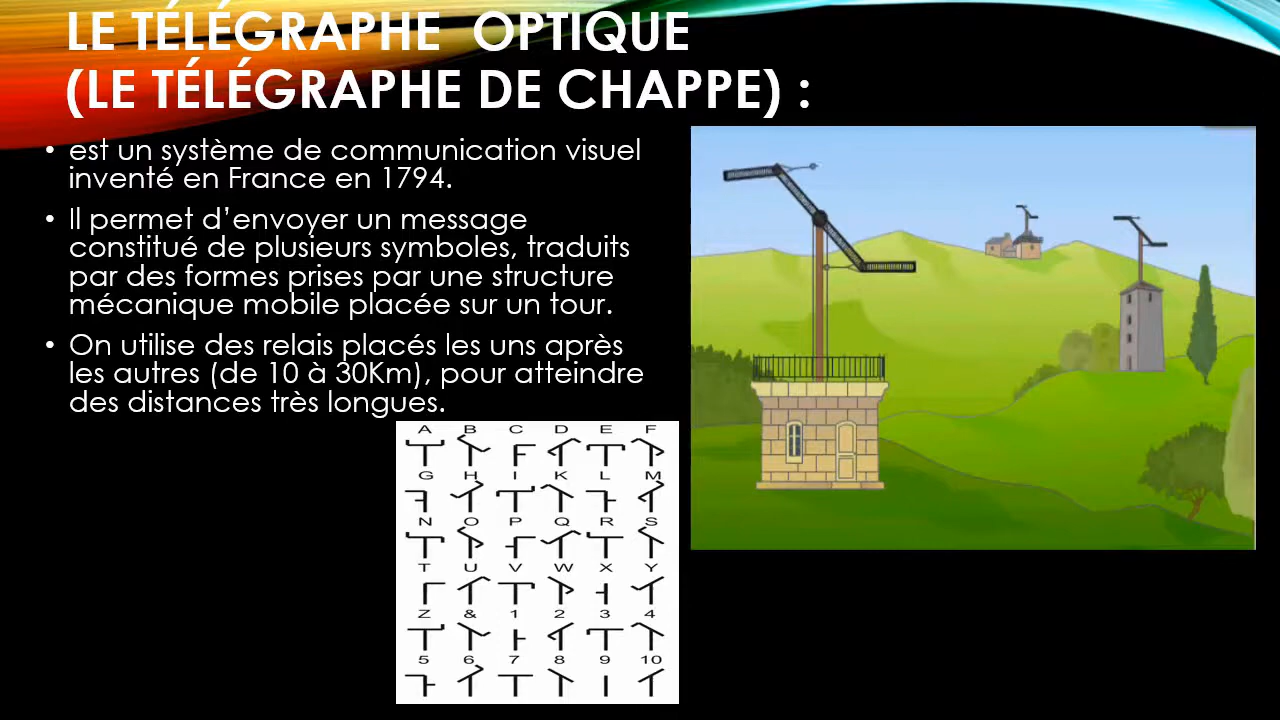 LE TÉLÉGRAPHE  OPTIQUE
(LE TÉLÉGRAPHE DE CHAPPE) :
• est un système de communication visuel
inventé en France en 1794.
• Il permet d’envoyer un message
constitué de plusieurs symboles, traduits
par des formes prises par une structure
mécanique mobile placée sur un tour.
• On utilise des relais placés les uns après
les autres (de 10 à 30Km), pour atteindre
des distances très longues.
A B C D E F
G H I K L M
N O P Q R S
T U V W X Y
Z & 1 2 3 4
5 6 7 8 9 10